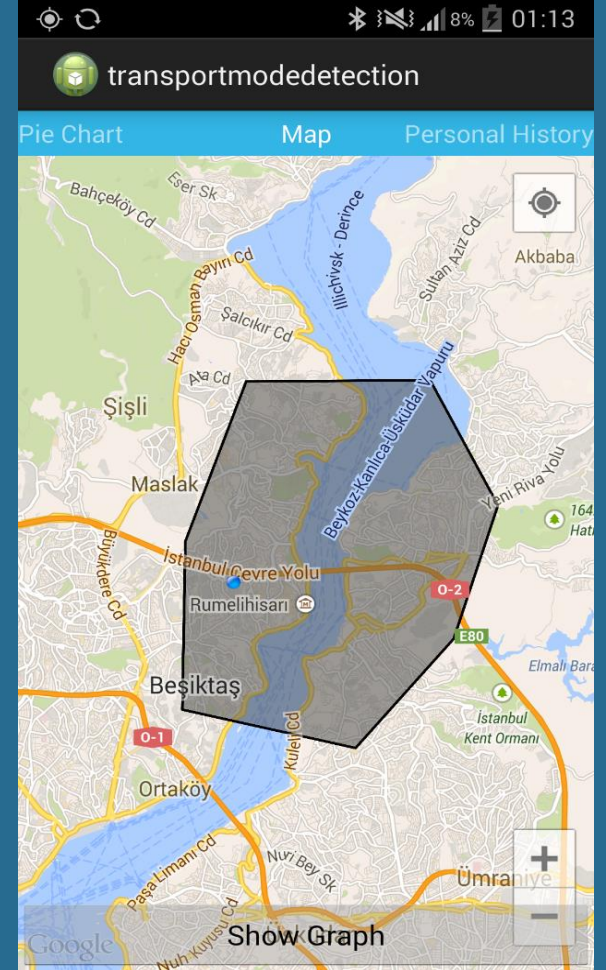 8% 01:13
transportmodedetection
Pie Chart Map Personal History
Bahçeköy Cd
Eser Sk
Illichivsk - Derince
Sultan Aziz Cd
Akbaba
Hacı Osman Bayırı Cd
Şalcıkır Cd
Beykoz-Kanlıca-Üsküdar Vapuru
Şişli
Maslak
Yeni Riva Yolu
164
Büyükdere Cd
İstanbul Çevre Yolu
O-2
Rumelihisarı
E80
Elmalı Bara
Beşiktaş
İstanbul
Kent Ormanı
O-1
Kuleli Cd
Ortaköy
Paşa Limanı Cd
Nuri Bey Sk
+
Ümraniye
−
Show Graph
Google
Nuh Kuyusu Cd